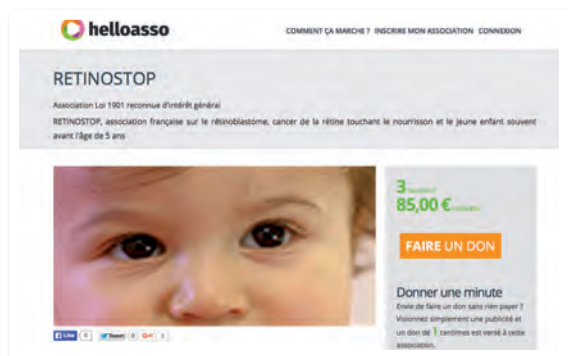 helloasso
COMMENT ÇA MARCHE ? INSCRIRE MON ASSOCIATION CONNEXION
RETINOSTOP
Association Loi 1901 reconnue d'intérêt général
RETINOSTOP, association française sur le rétinoblastome, cancer de la rétine touchant le nourrisson et le jeune enfant souvent
avant l'âge de 5 ans
3
85,00 €
FAIRE UN DON
Donner une minute
Envie de faire un don sans rien payer ?
Visionnez simplement une publicité et
un don de 1 centimes est versé à cette
association.
Like 0 Tweet 0 G+1